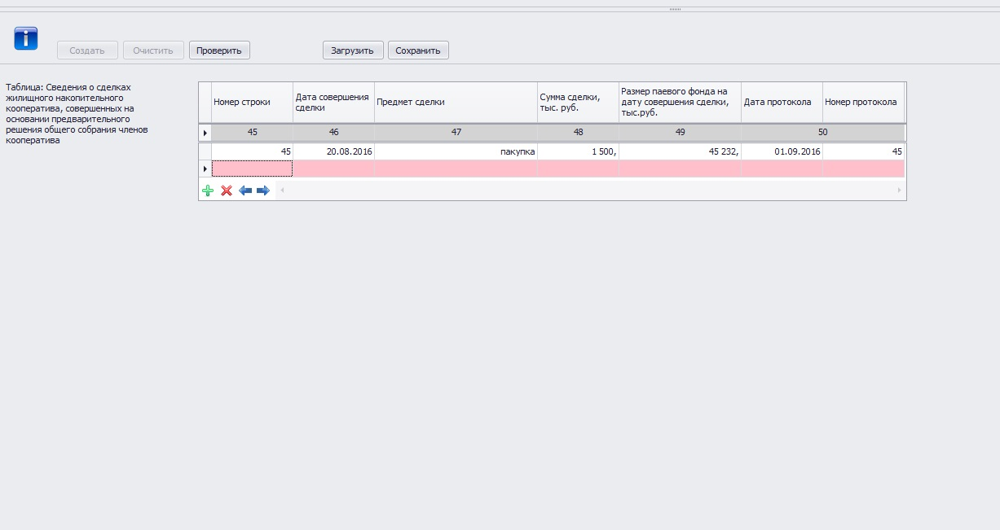 Создать Очистить Проверить Загрузить Сохранить
Таблица: Сведения о сделках
жилищного накопительного
кооператива, совершенных на
основании предварительного
решения общего собрания членов
кооператива
Номер строки
Дата совершения
сделки
Предмет сделки
Сумма сделки,
тыс. руб.
Размер паевого фонда на
дату совершения сделки,
тыс.руб.
Дата протокола
Номер протокола
45 46 47 48 49 50
45 20.08.2016 пакупка 1 500, 45 232, 01.09.2016 45